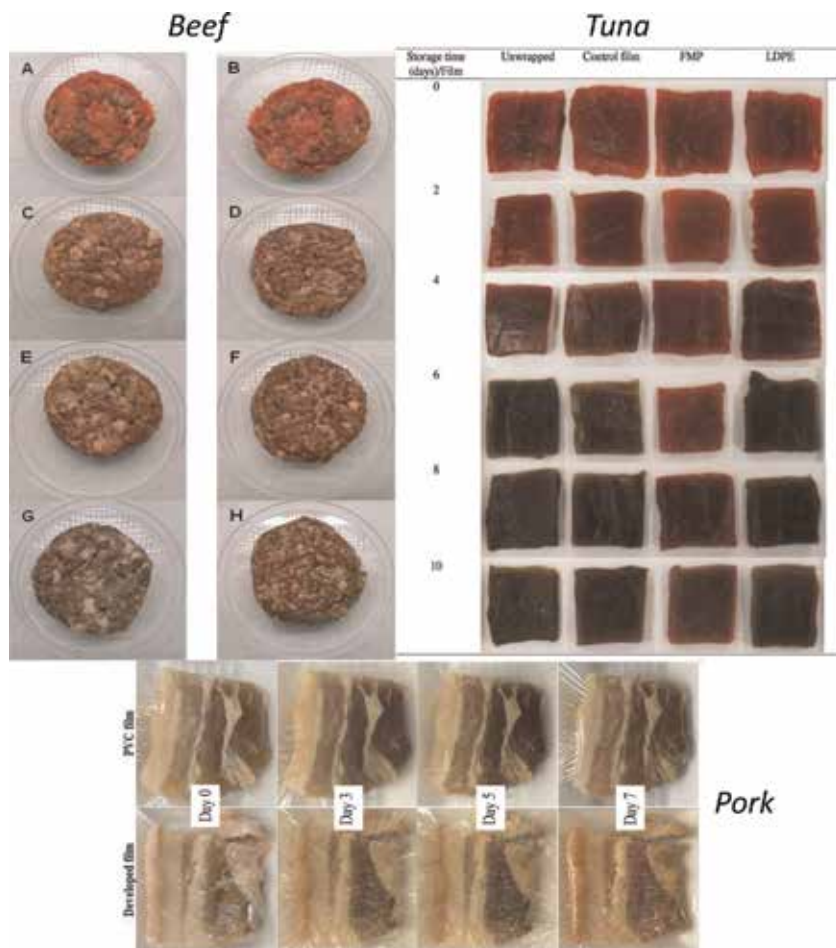 Beef
A
B
C
D
E
F
G
H
Tuna
Storage time (days)/Film
Unwrapped
Control film
FMP
LDPE
0
2
4
6
8
10
PVC film
Developed film
Day 0
Day 3
Day 5
Day 7
Pork